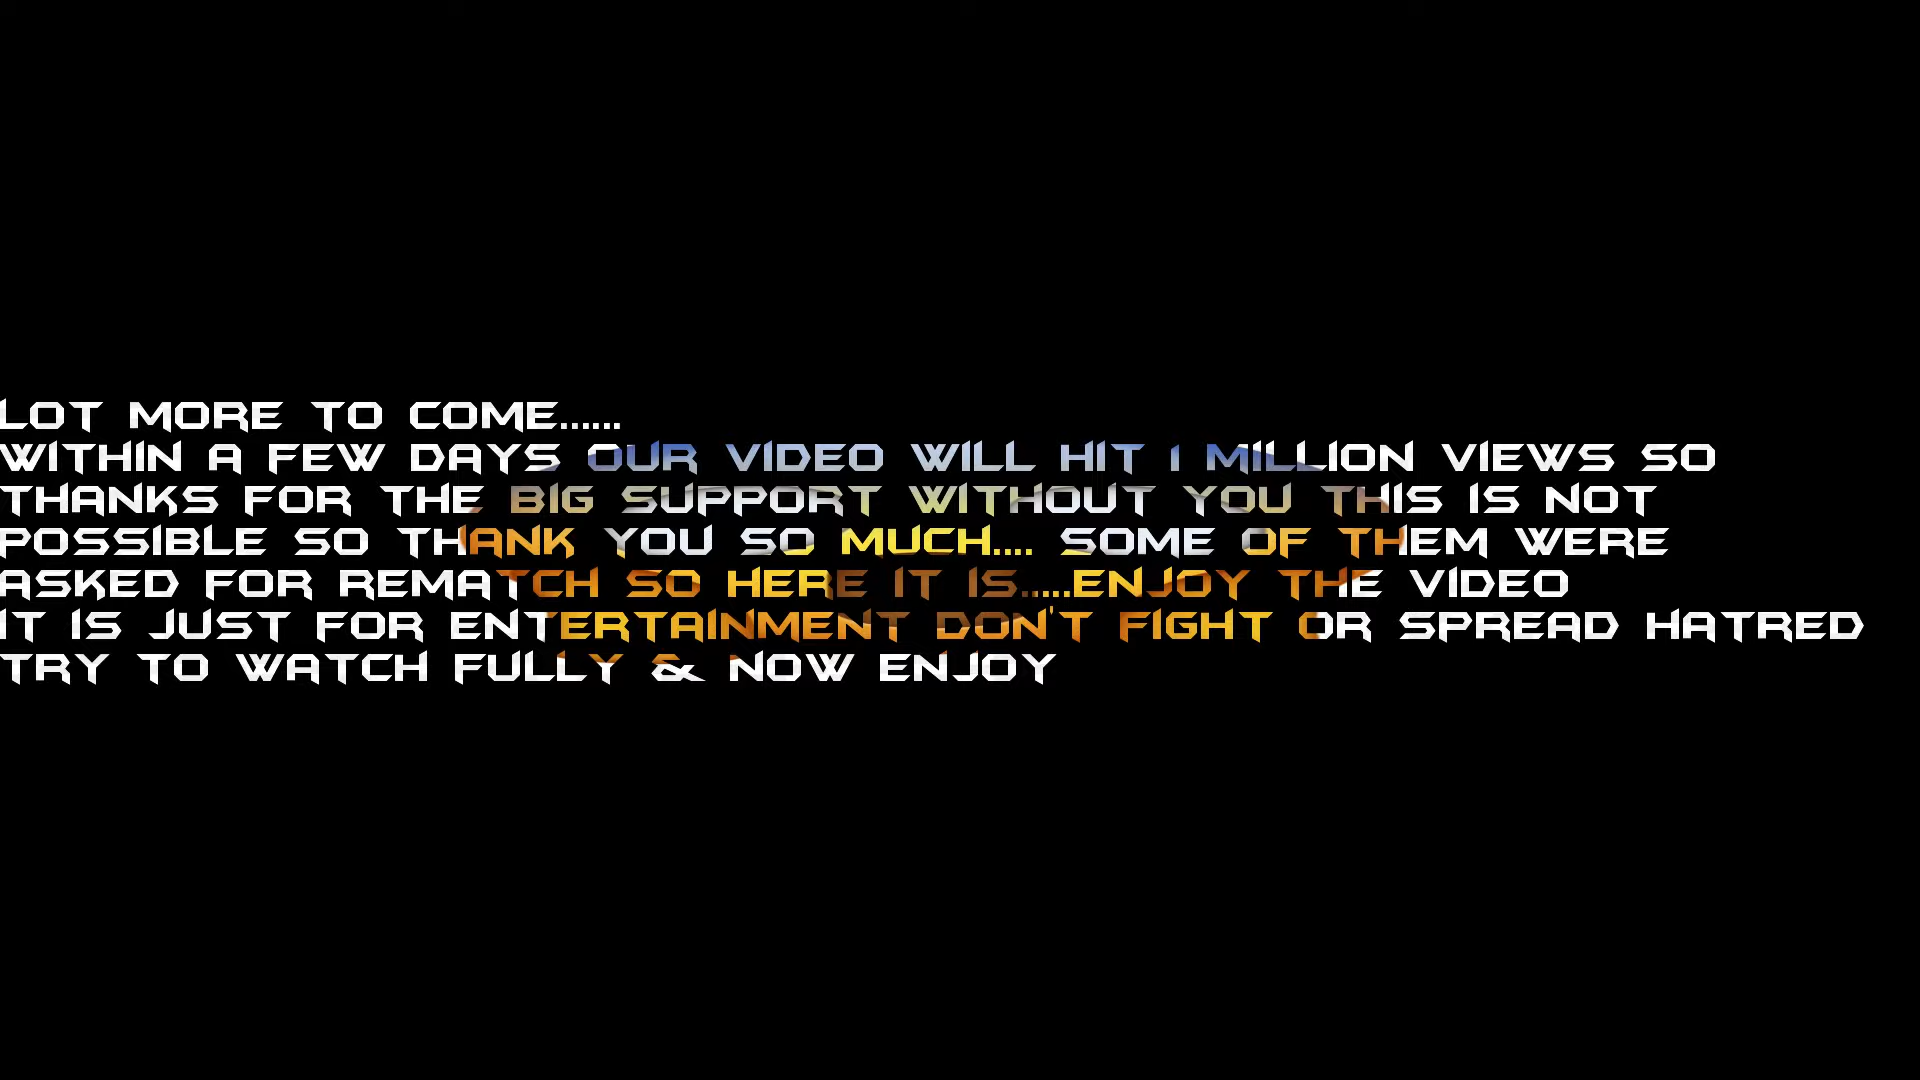 LOT MORE TO COME......
WITHIN A FEW DAYS OUR VIDEO WILL HIT 1 MILLION VIEWS SO
THANKS FOR THE BIG SUPPORT WITHOUT YOU THIS IS NOT
POSSIBLE SO THANK YOU SO MUCH.... SOME OF THEM WERE
ASKED FOR REMATCH SO HERE IT IS.....ENJOY THE VIDEO
IT IS JUST FOR ENTERTAINMENT DON'T FIGHT OR SPREAD HATRED
TRY TO WATCH FULLY & NOW ENJOY